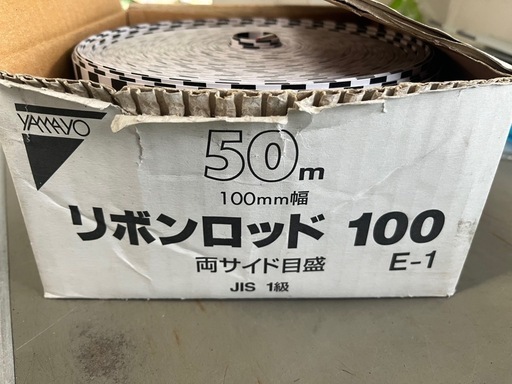 YAMAYO
50m
100mm幅
リボンロッド 100
両サイド目盛 E-1
JIS 1級